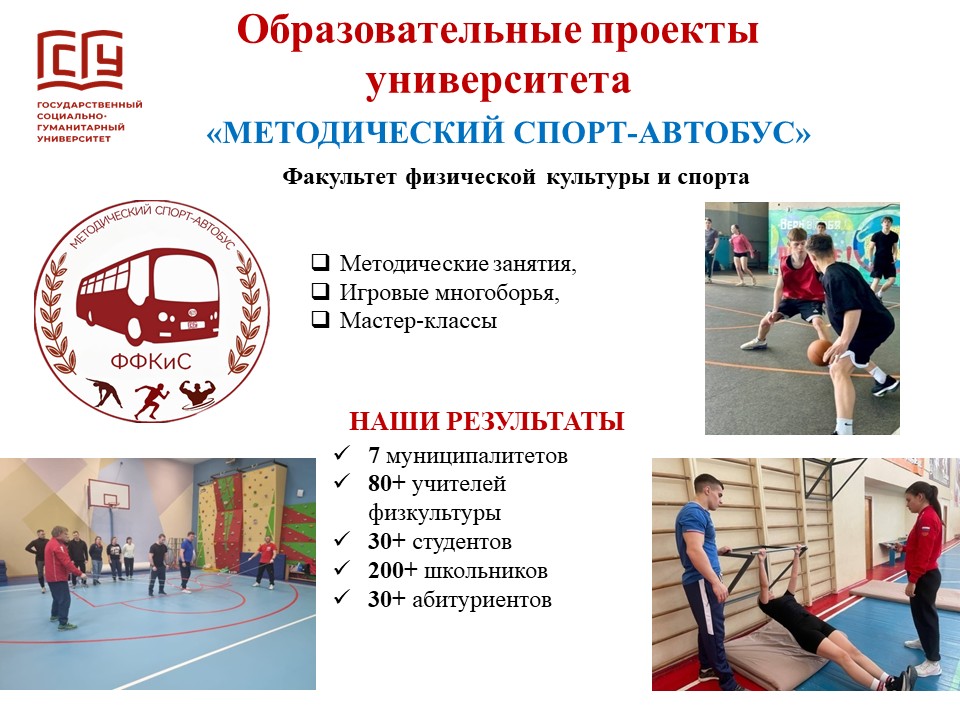 Образовательные проекты
университета
ГСГУ
ГОСУДАРСТВЕННЫЙ
СОЦИАЛЬНО-
ГУМАНИТАРНЫЙ
УНИВЕРСИТЕТ
«МЕТОДИЧЕСКИЙ СПОРТ-АВТОБУС»
Факультет физической культуры и спорта
МЕТОДИЧЕСКИЙ СПОРТ-АВТОБУС
ФФКиС
Методические занятия,
Игровые многоборья,
Мастер-классы
НАШИ РЕЗУЛЬТАТЫ
7 муниципалитетов
80+ учителей
физкультуры
30+ студентов
200+ школьников
30+ абитуриентов